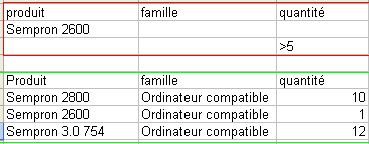 produit famille quantité
Sempron 2600
>5
Produit famille quantité
Sempron 2800 Ordinateur compatible 10
Sempron 2600 Ordinateur compatible 1
Sempron 3.0 754 Ordinateur compatible 12